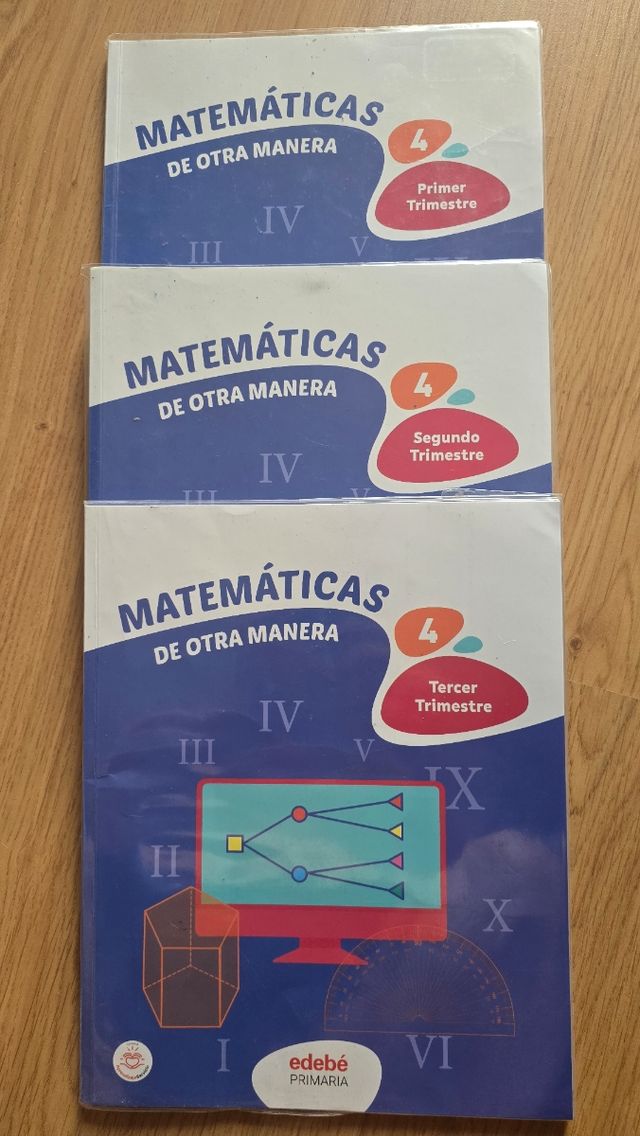 MATEMÁTICAS
DE OTRA MANERA
4
Primer
Trimestre
IV
III
V
MATEMÁTICAS
DE OTRA MANERA
4
Segundo
Trimestre
IV
III
V
MATEMÁTICAS
DE OTRA MANERA
4
Tercer
Trimestre
IV
III
V
IX
II
X
I
VI
edebé
PRIMARIA